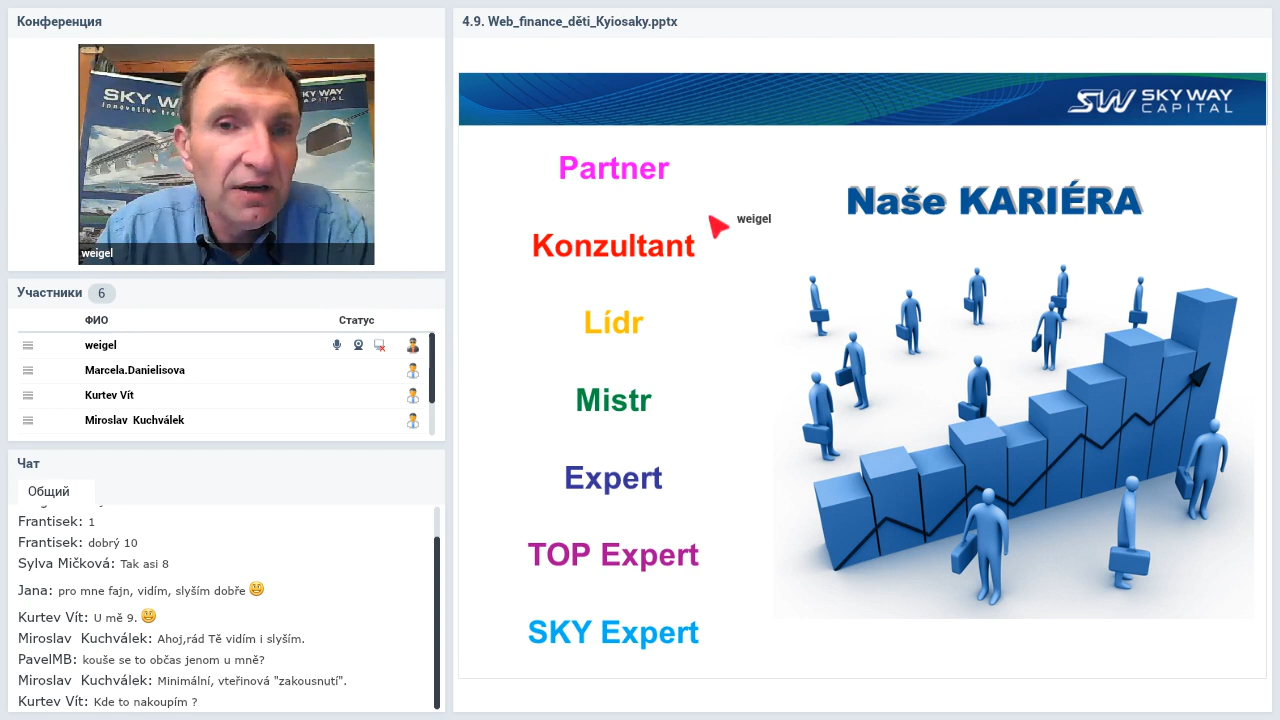 Конференция
SKY W
WAY
CAPITAL
weigel
Участники 6
ФИО Статус
weigel
Marcela.Danielisova
Kurtev Vít
Miroslav Kuchválek
Чат
Общий
Frantisek: 1
Frantisek: dobrý 10
Sylva Mičková: Tak asi 8
Jana: pro mne fajn, vidím, slyším dobře
Kurtev Vít: U mě 9.
Miroslav Kuchválek: Ahoj,rád Tě vidím i slyším.
PavelMB: kouše se to občas jenom u mně?
Miroslav Kuchválek: Minimální, vteřinová "zakousnutí".
Kurtev Vít: Kde to nakoupím ?
4.9. Web_finance_děti_Kyiosaky.pptx
SW SKY WAY
CAPITAL
Partner
Naše KARIÉRA
weigel
Konzultant
Lídr
Mistr
Expert
TOP Expert
SKY Expert